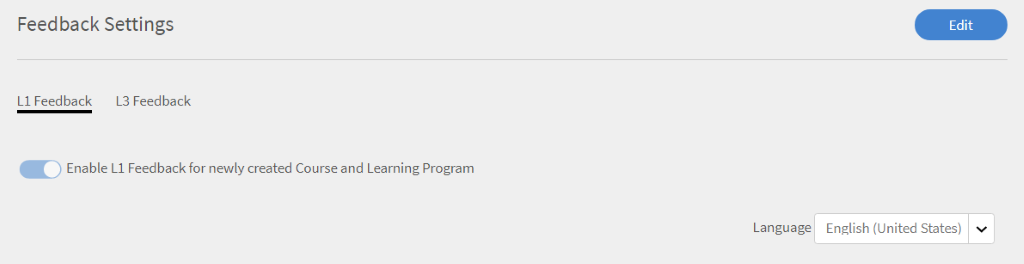 Feedback Settings
Edit
L1 Feedback
L3 Feedback
Enable L1 Feedback for newly created Course and Learning Program
Language
English (United States)